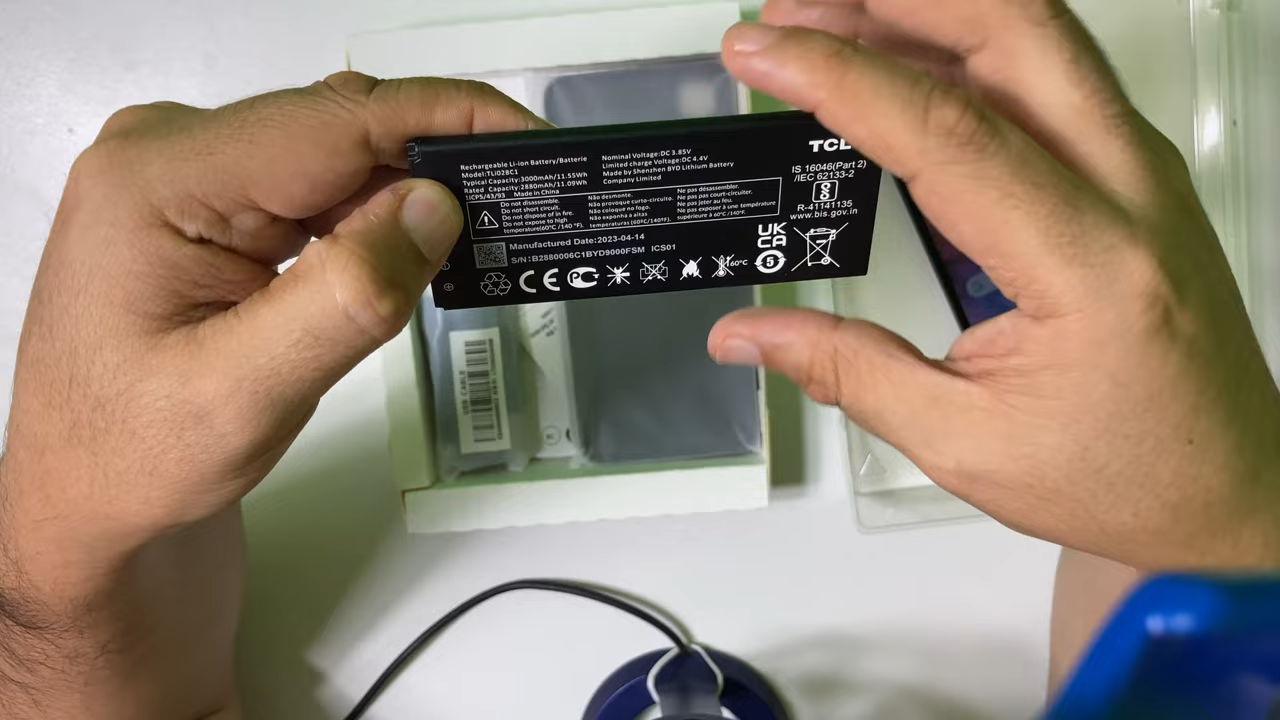 Rechargeable Li-ion Battery/Batterie
Model:TLi028C1
Typical Capacity:3000mAh/11.55Wh
Rated Capacity:2880mAh/11.09Wh
1ICP5/43/93 Made in China
Nominal Voltage:DC 3.85V
Limited charge Voltage:DC 4.4V
Made by Shenzhen BYD Lithium Battery
Company Limited
Do not disassemble.
Do not short circuit.
Do not dispose of in fire.
Do not expose to high
temperature(60℃ /140 °F).
Não desmonte.
Não provoque curto-circuito.
Não coloque no fogo.
Não exponha a altas
temperaturas (60℃/140°F).
Ne pas désassembler.
Ne pas court-circuiter.
Ne pas jeter au feu.
Ne pas exposer à une température
supérieure à 60℃ /140°F.
Manufactured Date:2023-04-14
S/N:B2880006C1BYD9000FSM ICS01
CE
60℃
TCL
IS 16046(Part 2)
/IEC 62133-2
R-41141135
www.bis.gov.in
UK
CA
5
USB CABLE